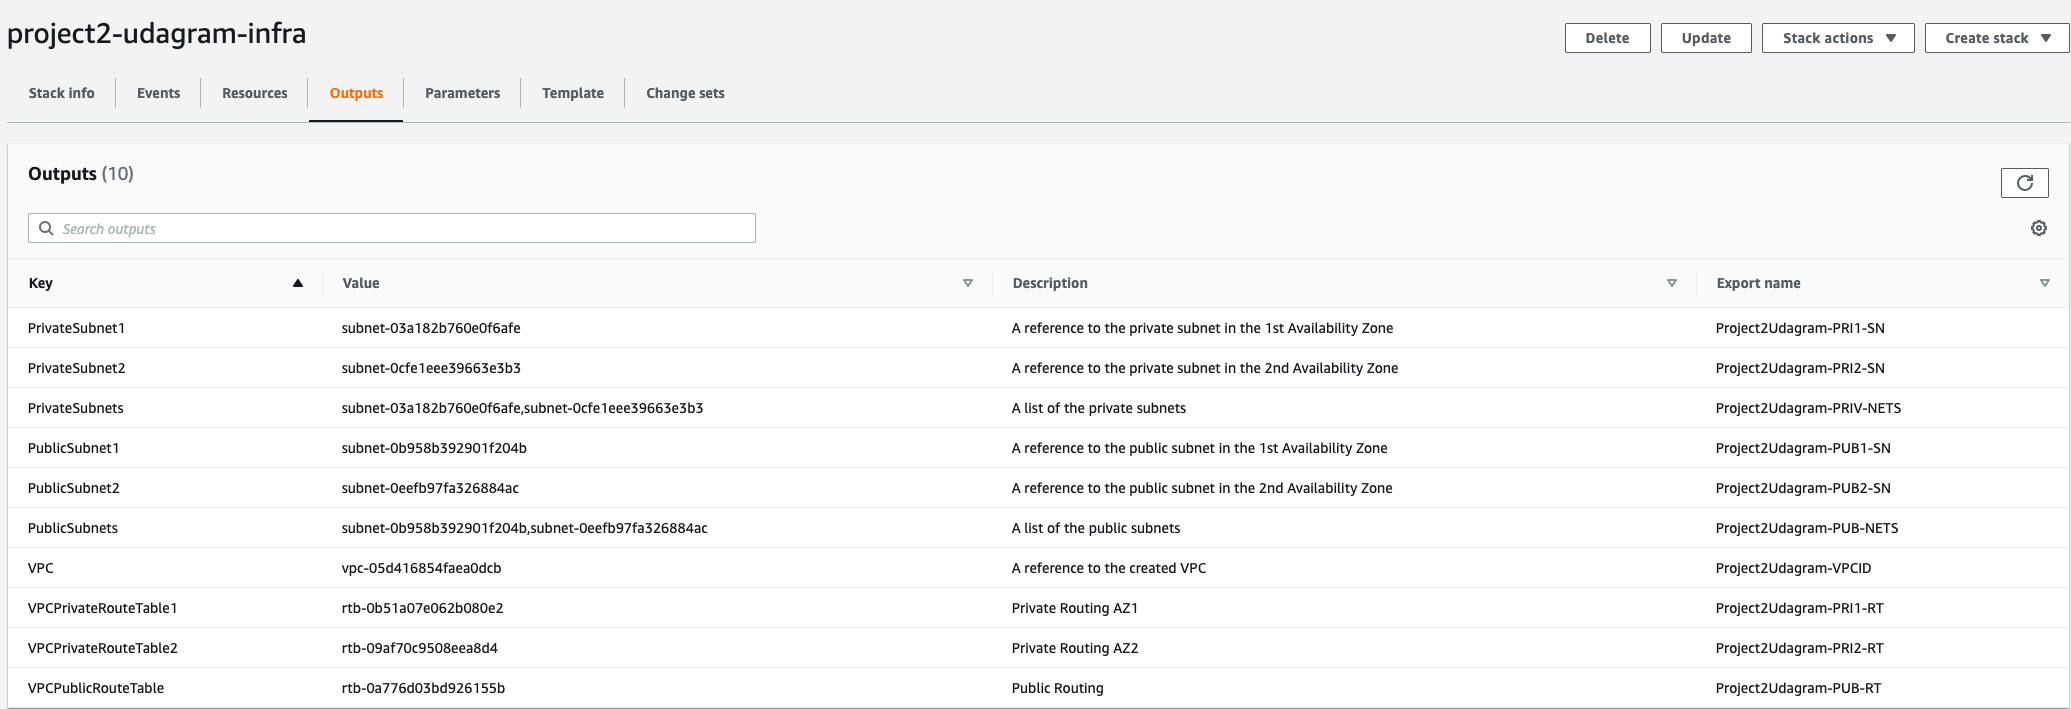 project2-udagram-infra
Delete Update Stack actions Create stack
Stack info Events Resources Outputs Parameters Template Change sets
Outputs (10)
Search outputs
Key Value Description Export name
PrivateSubnet1 subnet-03a182b760e0f6afe A reference to the private subnet in the 1st Availability Zone Project2Udagram-PRI1-SN
PrivateSubnet2 subnet-0cfe1eee39663e3b3 A reference to the private subnet in the 2nd Availability Zone Project2Udagram-PRI2-SN
PrivateSubnets subnet-03a182b760e0f6afe,subnet-0cfe1eee39663e3b3 A list of the private subnets Project2Udagram-PRIV-NETS
PublicSubnet1 subnet-0b958b392901f204b A reference to the public subnet in the 1st Availability Zone Project2Udagram-PUB1-SN
PublicSubnet2 subnet-0eefb97fa326884ac A reference to the public subnet in the 2nd Availability Zone Project2Udagram-PUB2-SN
PublicSubnets subnet-0b958b392901f204b,subnet-0eefb97fa326884ac A list of the public subnets Project2Udagram-PUB-NETS
VPC vpc-05d416854faea0dcb A reference to the created VPC Project2Udagram-VPCID
VPCPrivateRouteTable1 rtb-0b51a07e062b080e2 Private Routing AZ1 Project2Udagram-PRI1-RT
VPCPrivateRouteTable2 rtb-09af70c9508eea8d4 Private Routing AZ2 Project2Udagram-PRI2-RT
VPCPublicRouteTable rtb-0a776d03bd926155b Public Routing Project2Udagram-PUB-RT